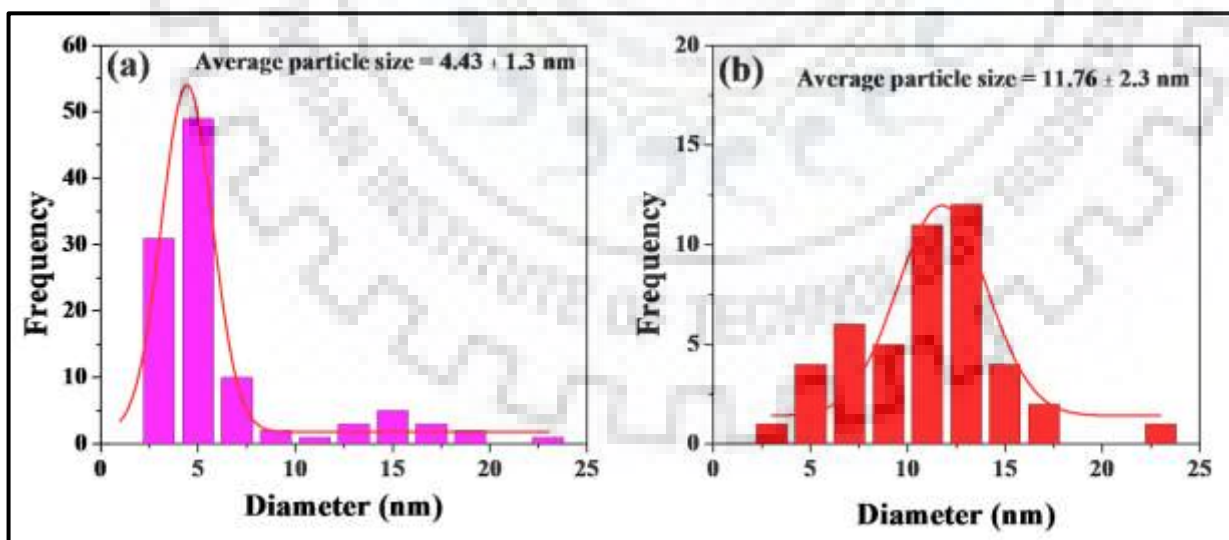 (a)
Average particle size = 4.43 ± 1.3 nm
60
50
40
30
20
10
0
Frequency
0 5 10 15 20 25
Diameter (nm)
(b)
Average particle size = 11.76 ± 2.3 nm
20
15
10
5
0
Frequency
0 5 10 15 20 25
Diameter (nm)